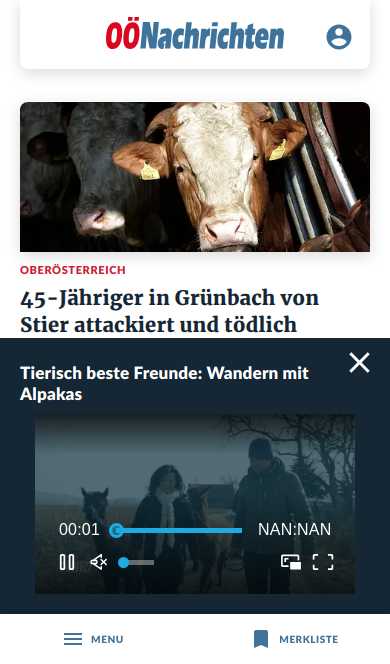 OÖNachrichten
OBERÖSTERREICH
45-Jähriger in Grünbach von
Stier attackiert und tödlich
Tierisch beste Freunde: Wandern mit
Alpakas
00:01
NAN:NAN
MENU
MERKLISTE